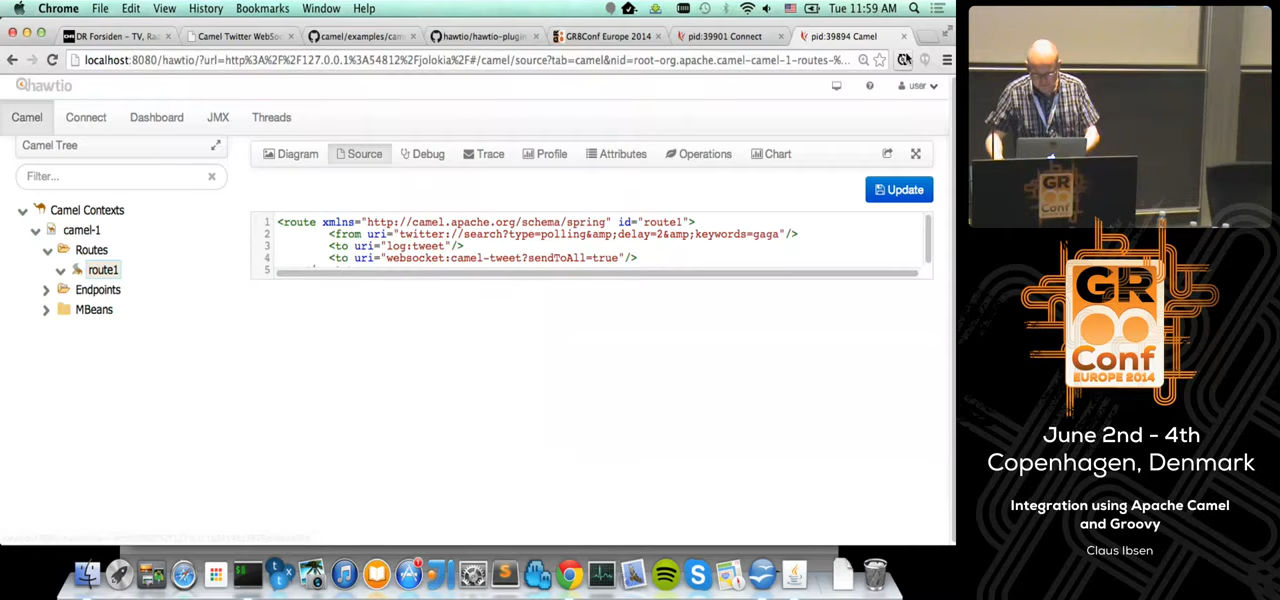 Chrome File Edit View History Bookmarks Window Help
Tue 11:59 AM
DR Forsiden – TV, Ra
Camel Twitter WebSo
camel/examples/cam
hawtio/hawtio-plugin
GR8Conf Europe 2014
pid:39901 Connect
pid:39894 Camel
localhost:8080/hawtio/?url=http%3A%2F%2F127.0.0.1%3A54812%2Fjolokia%2F#/camel/source?tab=camel&nid=root-org.apache.camel-camel-1-routes-%...
hawtio
user
Camel Connect Dashboard JMX Threads
Camel Tree
Diagram Source Debug Trace Profile Attributes Operations Chart
Filter...
Update
Camel Contexts
camel-1
Routes
route1
Endpoints
MBeans
1 <route xmlns="http://camel.apache.org/schema/spring" id="route1">
2 <from uri="twitter://search?type=polling&amp;delay=2&amp;keywords=gaga"/>
3 <to uri="log:tweet"/>
4 <to uri="websocket:camel-tweet?sendToAll=true"/>
5
GR
Conf
GR
Conf
EUROPE 2014
June 2nd - 4th
Copenhagen, Denmark
Integration using Apache Camel
and Groovy
Claus Ibsen